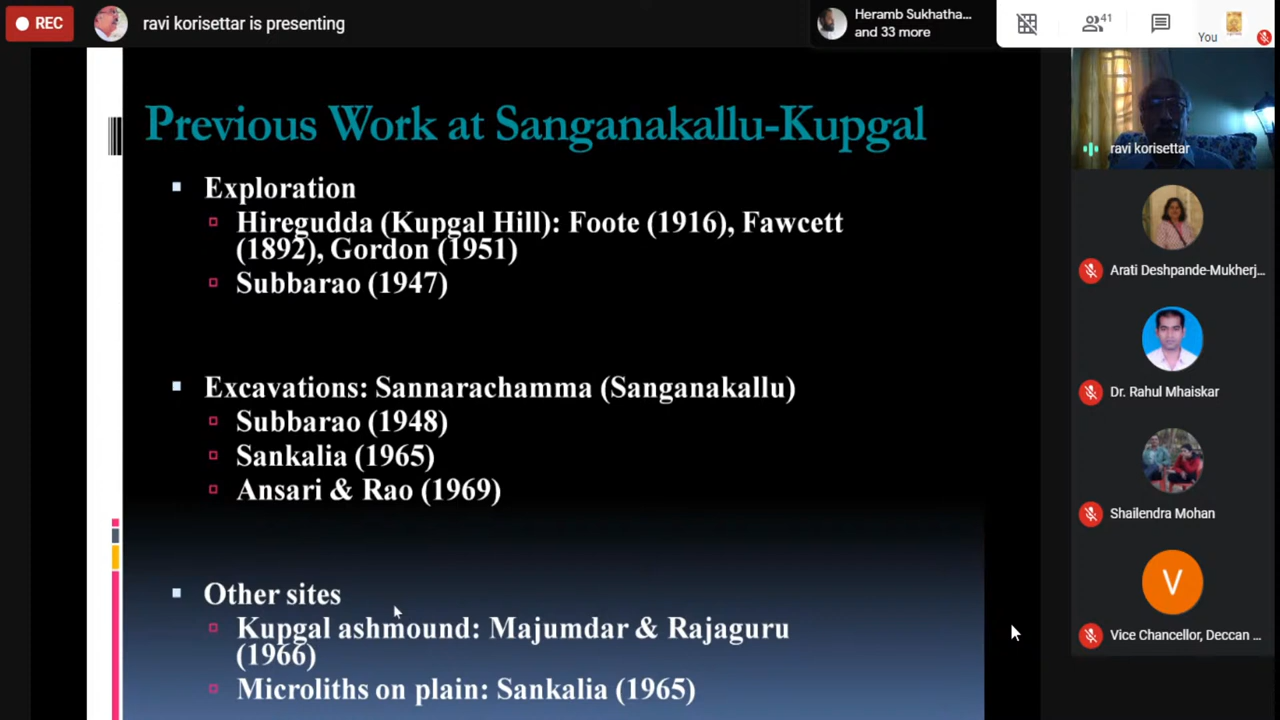 REC
ravi korisettar is presenting
Heramb Sukhatha...
and 33 more
41
You
Previous Work at Sanganakallu-Kupgal
Exploration
Hiregudda (Kupgal Hill): Foote (1916), Fawcett
(1892), Gordon (1951)
Subbarao (1947)
Excavations: Sannarachamma (Sanganakallu)
Subbarao (1948)
Sankalia (1965)
Ansari & Rao (1969)
Other sites
Kupgal ashmound: Majumdar & Rajaguru
(1966)
Microliths on plain: Sankalia (1965)
ravi korisettar
Arati Deshpande-Mukherj...
Dr. Rahul Mhaiskar
Shailendra Mohan
V
Vice Chancellor, Deccan ...